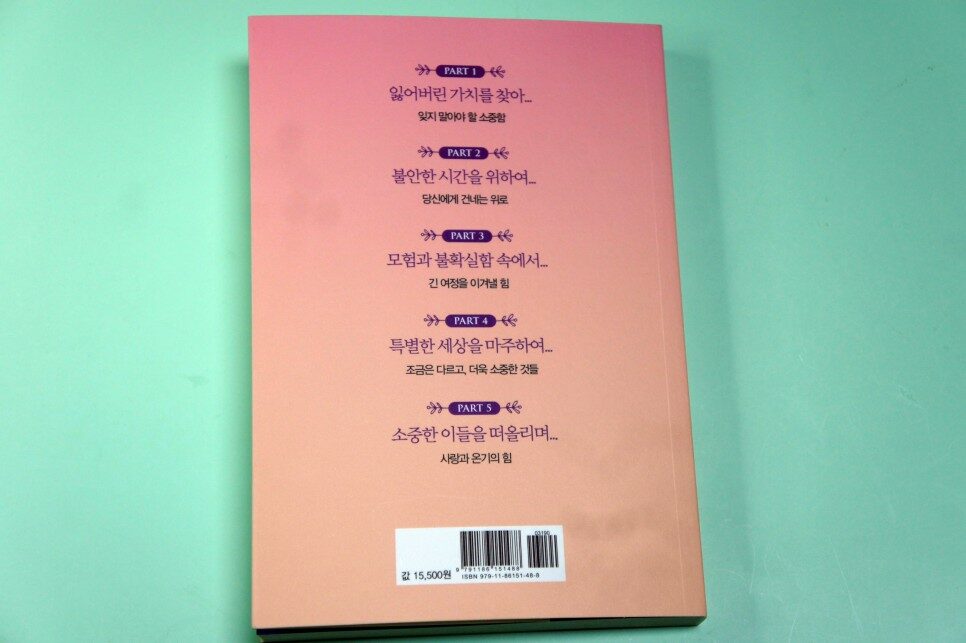 PART 1
잃어버린 가치를 찾아...
잊지 말아야 할 소중함
PART 2
불안한 시간을 위하여...
당신에게 건네는 위로
PART 3
모험과 불확실함 속에서...
긴 여정을 이겨낼 힘
PART 4
특별한 세상을 마주하여...
조금은 다르고, 더욱 소중한 것들
PART 5
소중한 이들을 떠올리며...
사랑과 온기의 힘
값 15,500원
9 791186 151488
ISBN 979-11-86151-48-8